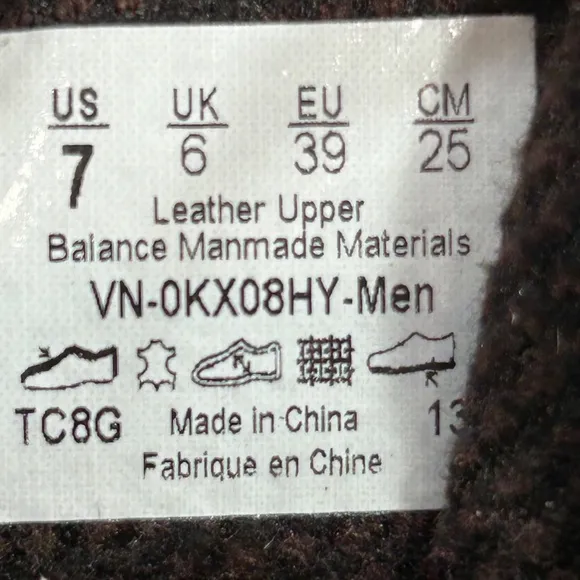 US UK EU CM
7 6 39 25
Leather Upper
Balance Manmade Materials
VN-0KX08HY-Men
TC8G Made in China 13
Fabrique en Chine